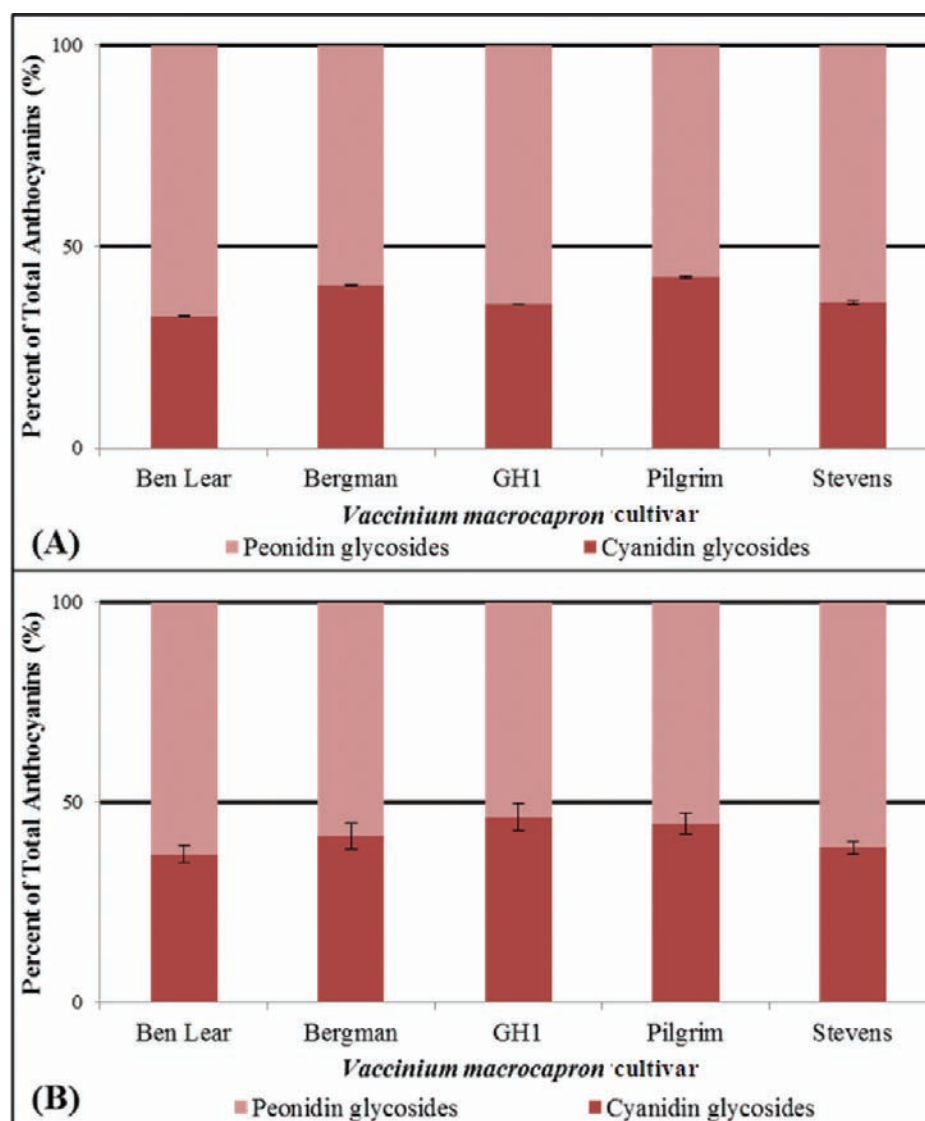 Percent of Total Anthocyanins (%)
100
50
0
Ben Lear Bergman GH1 Pilgrim Stevens
Vaccinium macrocapron cultivar
(A) Peonidin glycosides Cyanidin glycosides
Percent of Total Anthocyanins (%)
100
50
0
Ben Lear Bergman GH1 Pilgrim Stevens
Vaccinium macrocapron cultivar
(B) Peonidin glycosides Cyanidin glycosides